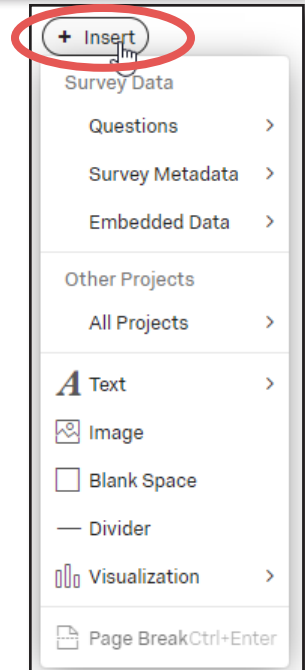 + Insert
Survey Data
Questions
Survey Metadata
Embedded Data
Other Projects
All Projects
A Text
Image
Blank Space
Divider
Visualization
Page Break Ctrl+Enter